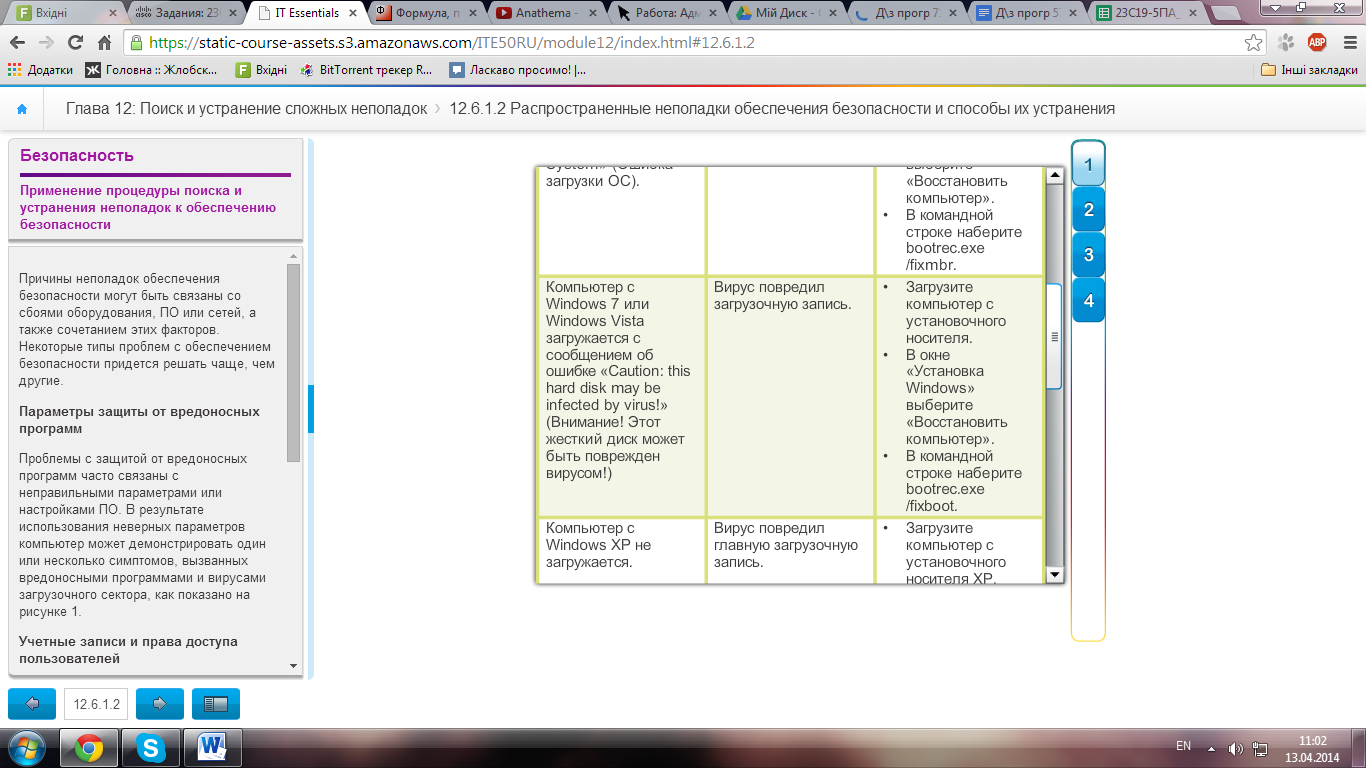 Вхідні
Задания: 23С
IT Essentials
Формула, п
Anathema -
Работа: Адм
Мій Диск - G
Д\з прогр 7
Д\з прогр 5
23С19-5ПА_
https://static-course-assets.s3.amazonaws.com/ITE50RU/module12/index.html#12.6.1.2
ABP
Додатки
Головна :: Жлобск...
Вхідні
BitTorrent трекер R...
Ласкаво просимо! |...
Інші закладки
Глава 12: Поиск и устранение сложных неполадок
12.6.1.2 Распространенные неполадки обеспечения безопасности и способы их устранения
Безопасность
Применение процедуры поиска и
устранения неполадок к обеспечению
безопасности
Причины неполадок обеспечения
безопасности могут быть связаны со
сбоями оборудования, ПО или сетей, а
также сочетанием этих факторов.
Некоторые типы проблем с обеспечением
безопасности придется решать чаще, чем
другие.
Параметры защиты от вредоносных
программ
Проблемы с защитой от вредоносных
программ часто связаны с
неправильными параметрами или
настройками ПО. В результате
использования неверных параметров
компьютер может демонстрировать один
или несколько симптомов, вызванных
вредоносными программами и вирусами
загрузочного сектора, как показано на
рисунке 1.
Учетные записи и права доступа
пользователей
12.6.1.2
System» (Ошибка
загрузки ОС).
выберите
«Восстановить
компьютер».
• В командной
строке наберите
bootrec.exe
/fixmbr.
Компьютер с
Windows 7 или
Windows Vista
загружается с
сообщением об
ошибке «Caution: this
hard disk may be
infected by virus!»
(Внимание! Этот
жесткий диск может
быть поврежден
вирусом!)
Вирус повредил
загрузочную запись.
• Загрузите
компьютер с
установочного
носителя.
• В окне
«Установка
Windows»
выберите
«Восстановить
компьютер».
• В командной
строке наберите
bootrec.exe
/fixboot.
Компьютер с
Windows XP не
загружается.
Вирус повредил
главную загрузочную
запись.
• Загрузите
компьютер с
установочного
носителя XP.
1
2
3
4
EN
11:02
13.04.2014